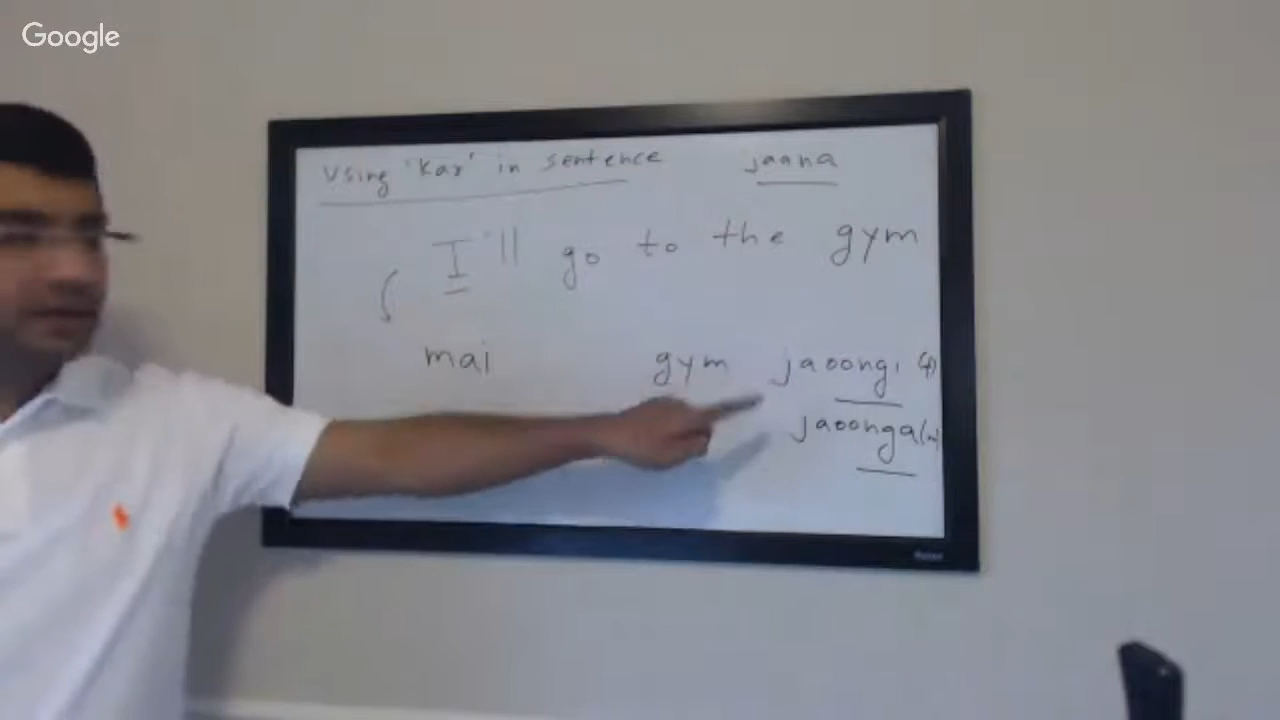 Google
Using 'Kar' in sentence jaana
I'll go to the gym
mai gym jaoongi (f)
jaoonga (m)